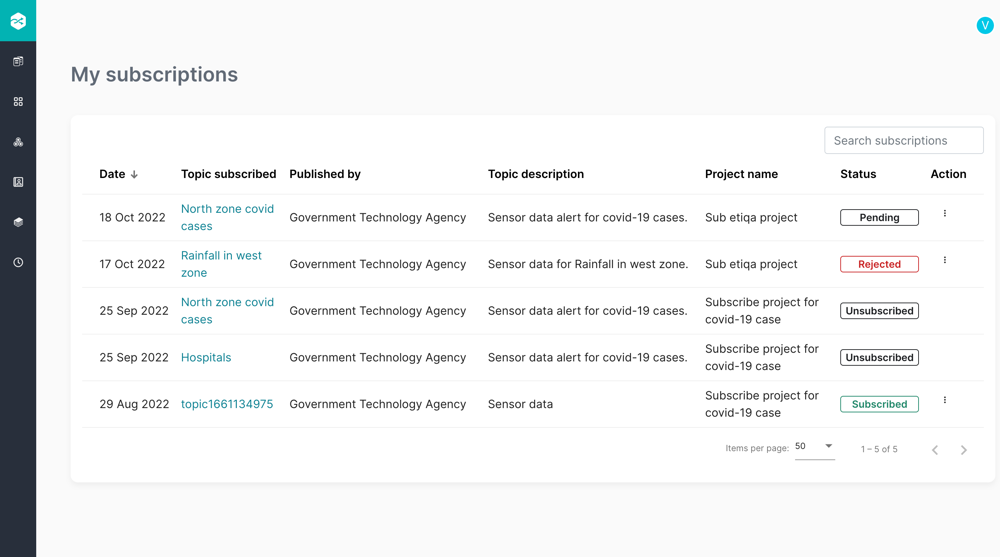 V
My subscriptions
Search subscriptions
Date Topic subscribed Published by Topic description Project name Status Action
18 Oct 2022 North zone covid cases Government Technology Agency Sensor data alert for covid-19 cases. Sub etiqa project Pending
17 Oct 2022 Rainfall in west zone Government Technology Agency Sensor data for Rainfall in west zone. Sub etiqa project Rejected
25 Sep 2022 North zone covid cases Government Technology Agency Sensor data alert for covid-19 cases. Subscribe project for covid-19 case Unsubscribed
25 Sep 2022 Hospitals Government Technology Agency Sensor data alert for covid-19 cases. Subscribe project for covid-19 case Unsubscribed
29 Aug 2022 topic1661134975 Government Technology Agency Sensor data Subscribe project for covid-19 case Subscribed
Items per page: 50 1 – 5 of 5